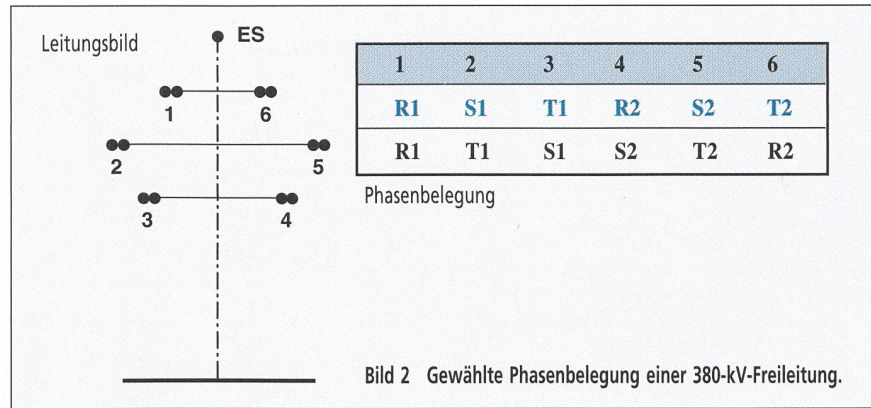 Leitungsbild
ES
1 6
2 5
3 4
1 2 3 4 5 6
R1 S1 T1 R2 S2 T2
R1 T1 S1 S2 T2 R2
Phasenbelegung
Bild 2 Gewählte Phasenbelegung einer 380-kV-Freileitung.